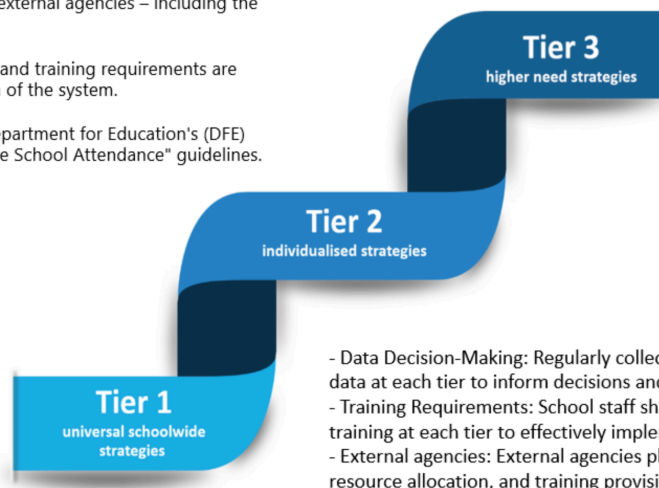 external agencies – including the
and training requirements are
of the system.
partment for Education's (DFE)
e School Attendance" guidelines.
Tier 3
higher need strategies
Tier 2
individualised strategies
Tier 1
universal schoolwide
strategies
- Data Decision-Making: Regularly collec
data at each tier to inform decisions and
- Training Requirements: School staff sh
training at each tier to effectively imple
- External agencies: External agencies pl
resource allocation, and training provisi